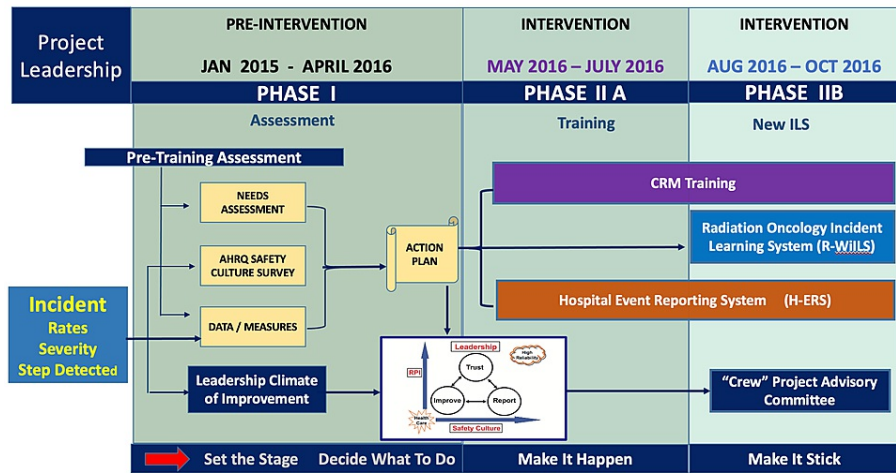 Project
Leadership
PRE-INTERVENTION
JAN 2015 - APRIL 2016
INTERVENTION
MAY 2016 – JULY 2016
INTERVENTION
AUG 2016 – OCT 2016
PHASE I
PHASE II A
PHASE IIB
Assessment
Training
New ILS
Pre-Training Assessment
NEEDS
ASSESSMENT
AHRQ SAFETY
CULTURE SURVEY
DATA / MEASURES
ACTION
PLAN
CRM Training
Radiation Oncology Incident
Learning System (R-WiILS)
Hospital Event Reporting System (H-ERS)
Incident
Rates
Severity
Step Detected
Leadership Climate
of Improvement
Leadership
High
Reliability
RPI
Trust
Improve
Report
Health
Care
Safety Culture
"Crew" Project Advisory
Committee
Set the Stage Decide What To Do
Make It Happen
Make It Stick